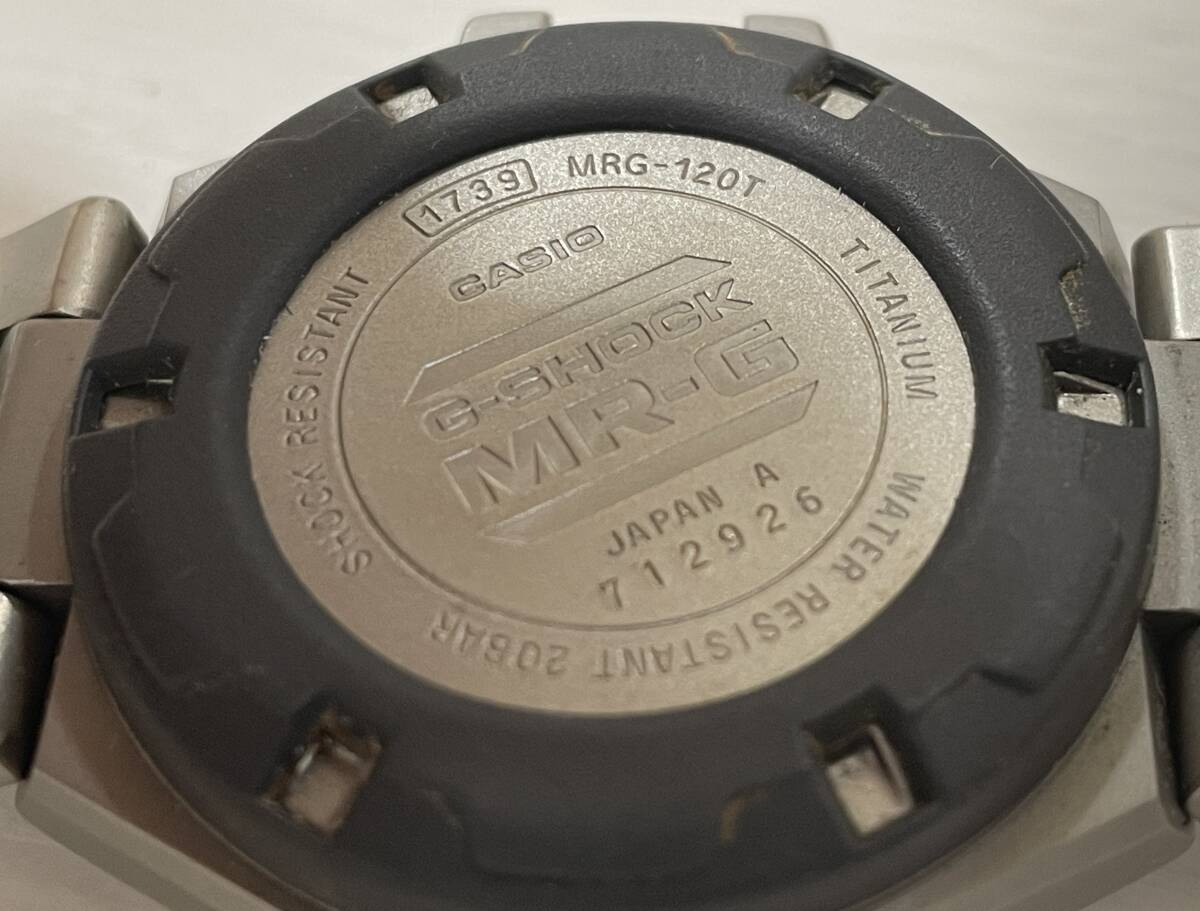 1739 MRG-120T
TITANIUM
WATER RESISTANT 20BAR
SHOCK RESISTANT
CASIO
G-SHOCK
MR-G
JAPAN A
712926